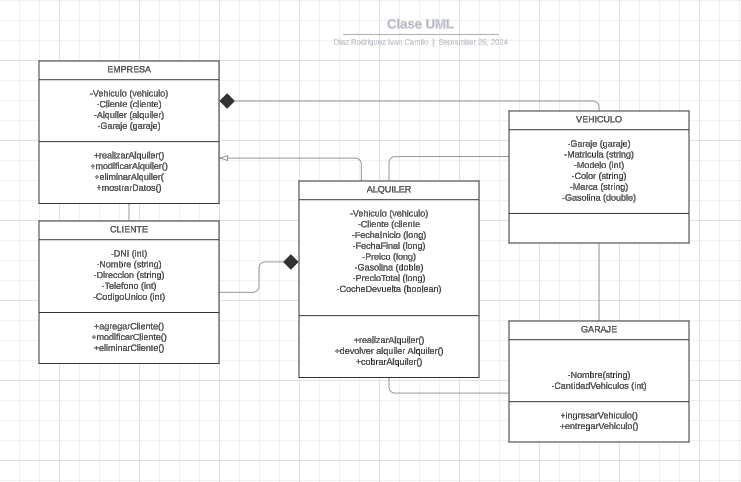 Clase UML
Diaz Rodriguez Ivan Camilo | September 25, 2024
EMPRESA
-Vehiculo (vehiculo)
-Cliente (cliente)
-Alquiler (alquiler)
-Garaje (garaje)
+realizarAlquiler()
+modificarAlquiler()
+eliminarAlquiler(
+mostrarDatos()
CLIENTE
-DNI (int)
-Nombre (string)
-Direccion (string)
-Telefono (int)
-CodigoUnico (int)
+agregarCliente()
+modificarCliente()
+eliminarCliente()
ALQUILER
-Vehiculo (vehiculo)
-Cliente (cliente
-FechaInicio (long)
-FechaFinal (long)
-Preico (long)
-Gasolina (doble)
-PrecioTotal (long)
-CocheDevuelta (boolean)
+realizarAlquiler()
+devolver alquiler Alquiler()
+cobrarAlquiler()
VEHICULO
-Garaje (garaje)
-Matricula (string)
-Modelo (int)
-Color (string)
-Marca (string)
-Gasolina (double)
GARAJE
-Nombre(string)
-CantidadVehiculos (int)
+ingresarVehiculo()
+entregarVehiculo()